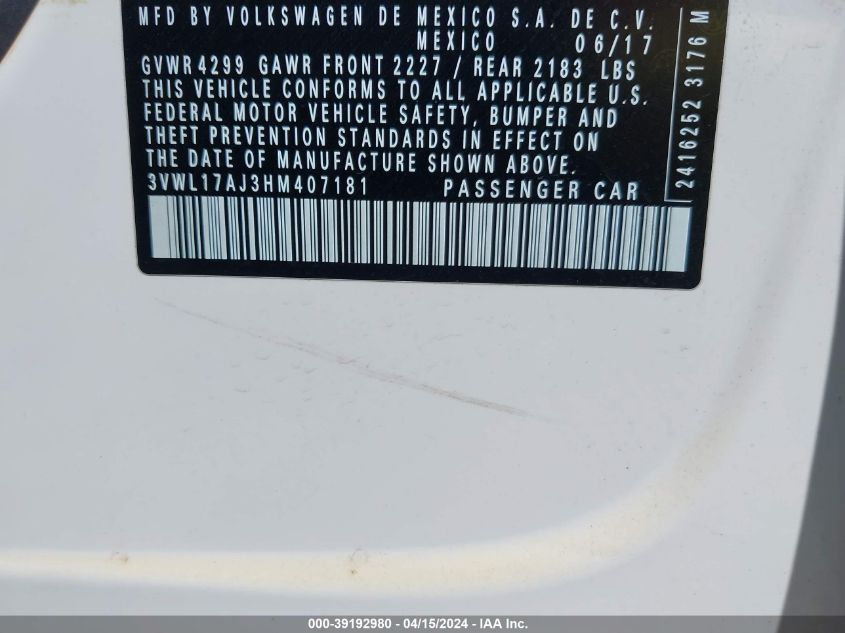 MFD BY VOLKSWAGEN DE MEXICO S.A. DE C.V.
MEXICO 06/17
GVWR 4299 GAWR FRONT 2227 / REAR 2183 LBS
THIS VEHICLE CONFORMS TO ALL APPLICABLE U.S.
FEDERAL MOTOR VEHICLE SAFETY, BUMPER AND
THEFT PREVENTION STANDARDS IN EFFECT ON
THE DATE OF MANUFACTURE SHOWN ABOVE.
3VWL17AJ3HM407181 PASSENGER CAR
2416252 3176 M
000-39192980 - 04/15/2024 - IAA Inc.